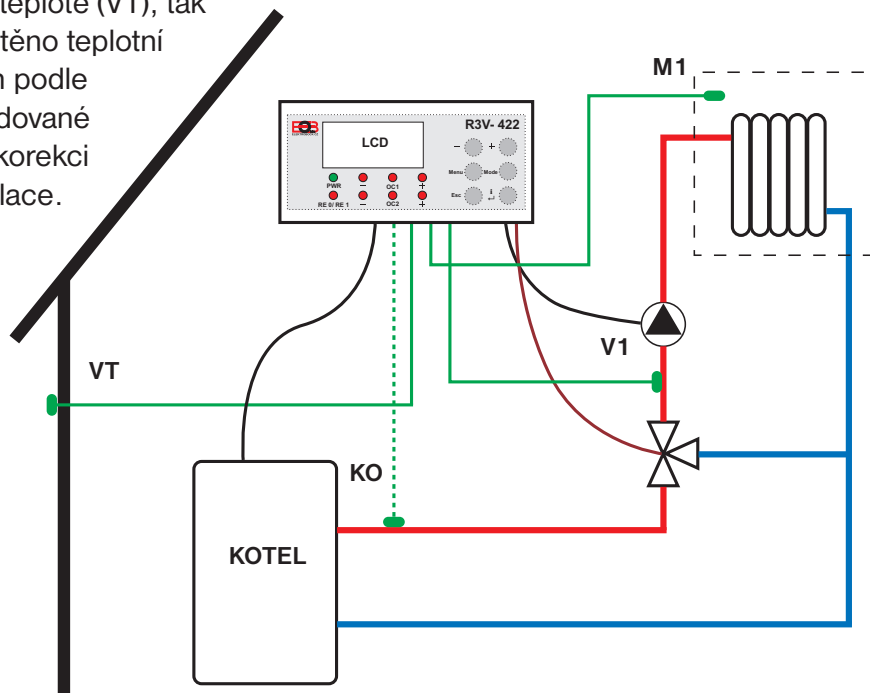 teplotě (VT), tak
těno teplotní
podle
dované
korekci
lace.
M1
R3V-422
LCD
− +
Menu Mode
Esc i
PWR − OC1 +
RE 0/ RE 1 − OC2 +
V1
VT
KO
KOTEL